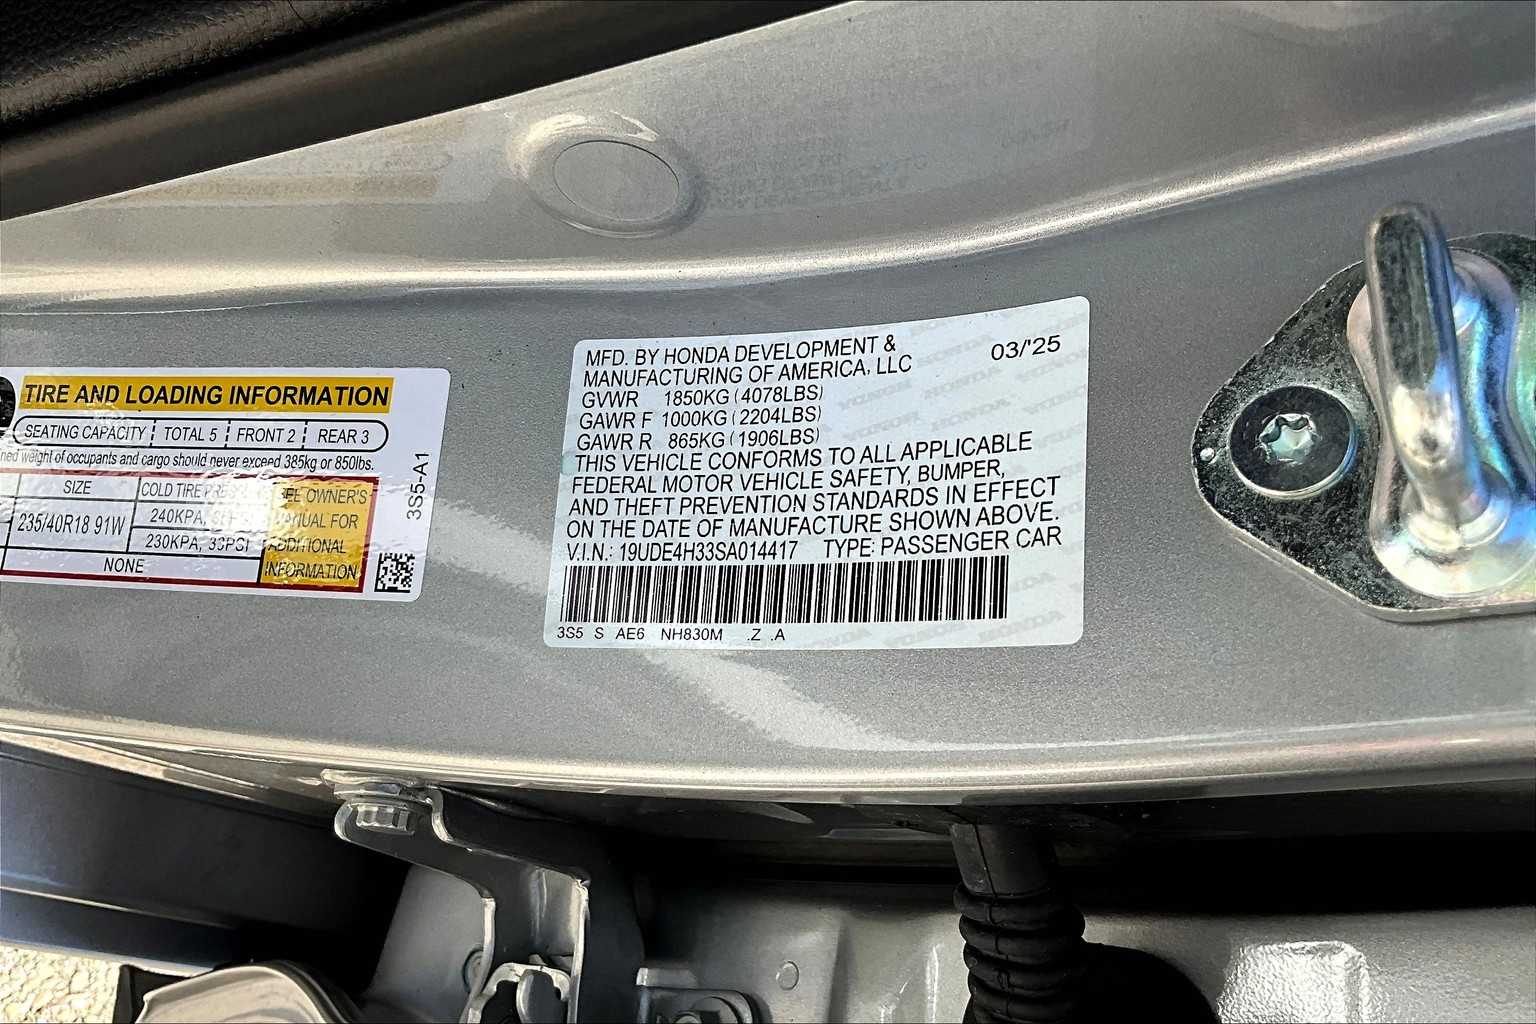 TIRE AND LOADING INFORMATION
SEATING CAPACITY TOTAL 5 FRONT 2 REAR 3
weight of occupants and cargo should never exceed 385kg or 850lbs.
SIZE COLD TIRE
235/40R18 91W
240KPA,
230KPA, 33PSI
NONE
SEE OWNER'S
MANUAL FOR
ADDITIONAL
INFORMATION
3S5-A1
MFD. BY HONDA DEVELOPMENT &
MANUFACTURING OF AMERICA, LLC
03/'25
GVWR 1850KG (4078LBS)
GAWR F 1000KG (2204LBS)
GAWR R 865KG (1906LBS)
THIS VEHICLE CONFORMS TO ALL APPLICABLE
FEDERAL MOTOR VEHICLE SAFETY, BUMPER,
AND THEFT PREVENTION STANDARDS IN EFFECT
ON THE DATE OF MANUFACTURE SHOWN ABOVE.
V.I.N.: 19UDE4H33SA014417 TYPE: PASSENGER CAR
3S5 S AE6 NH830M .Z .A